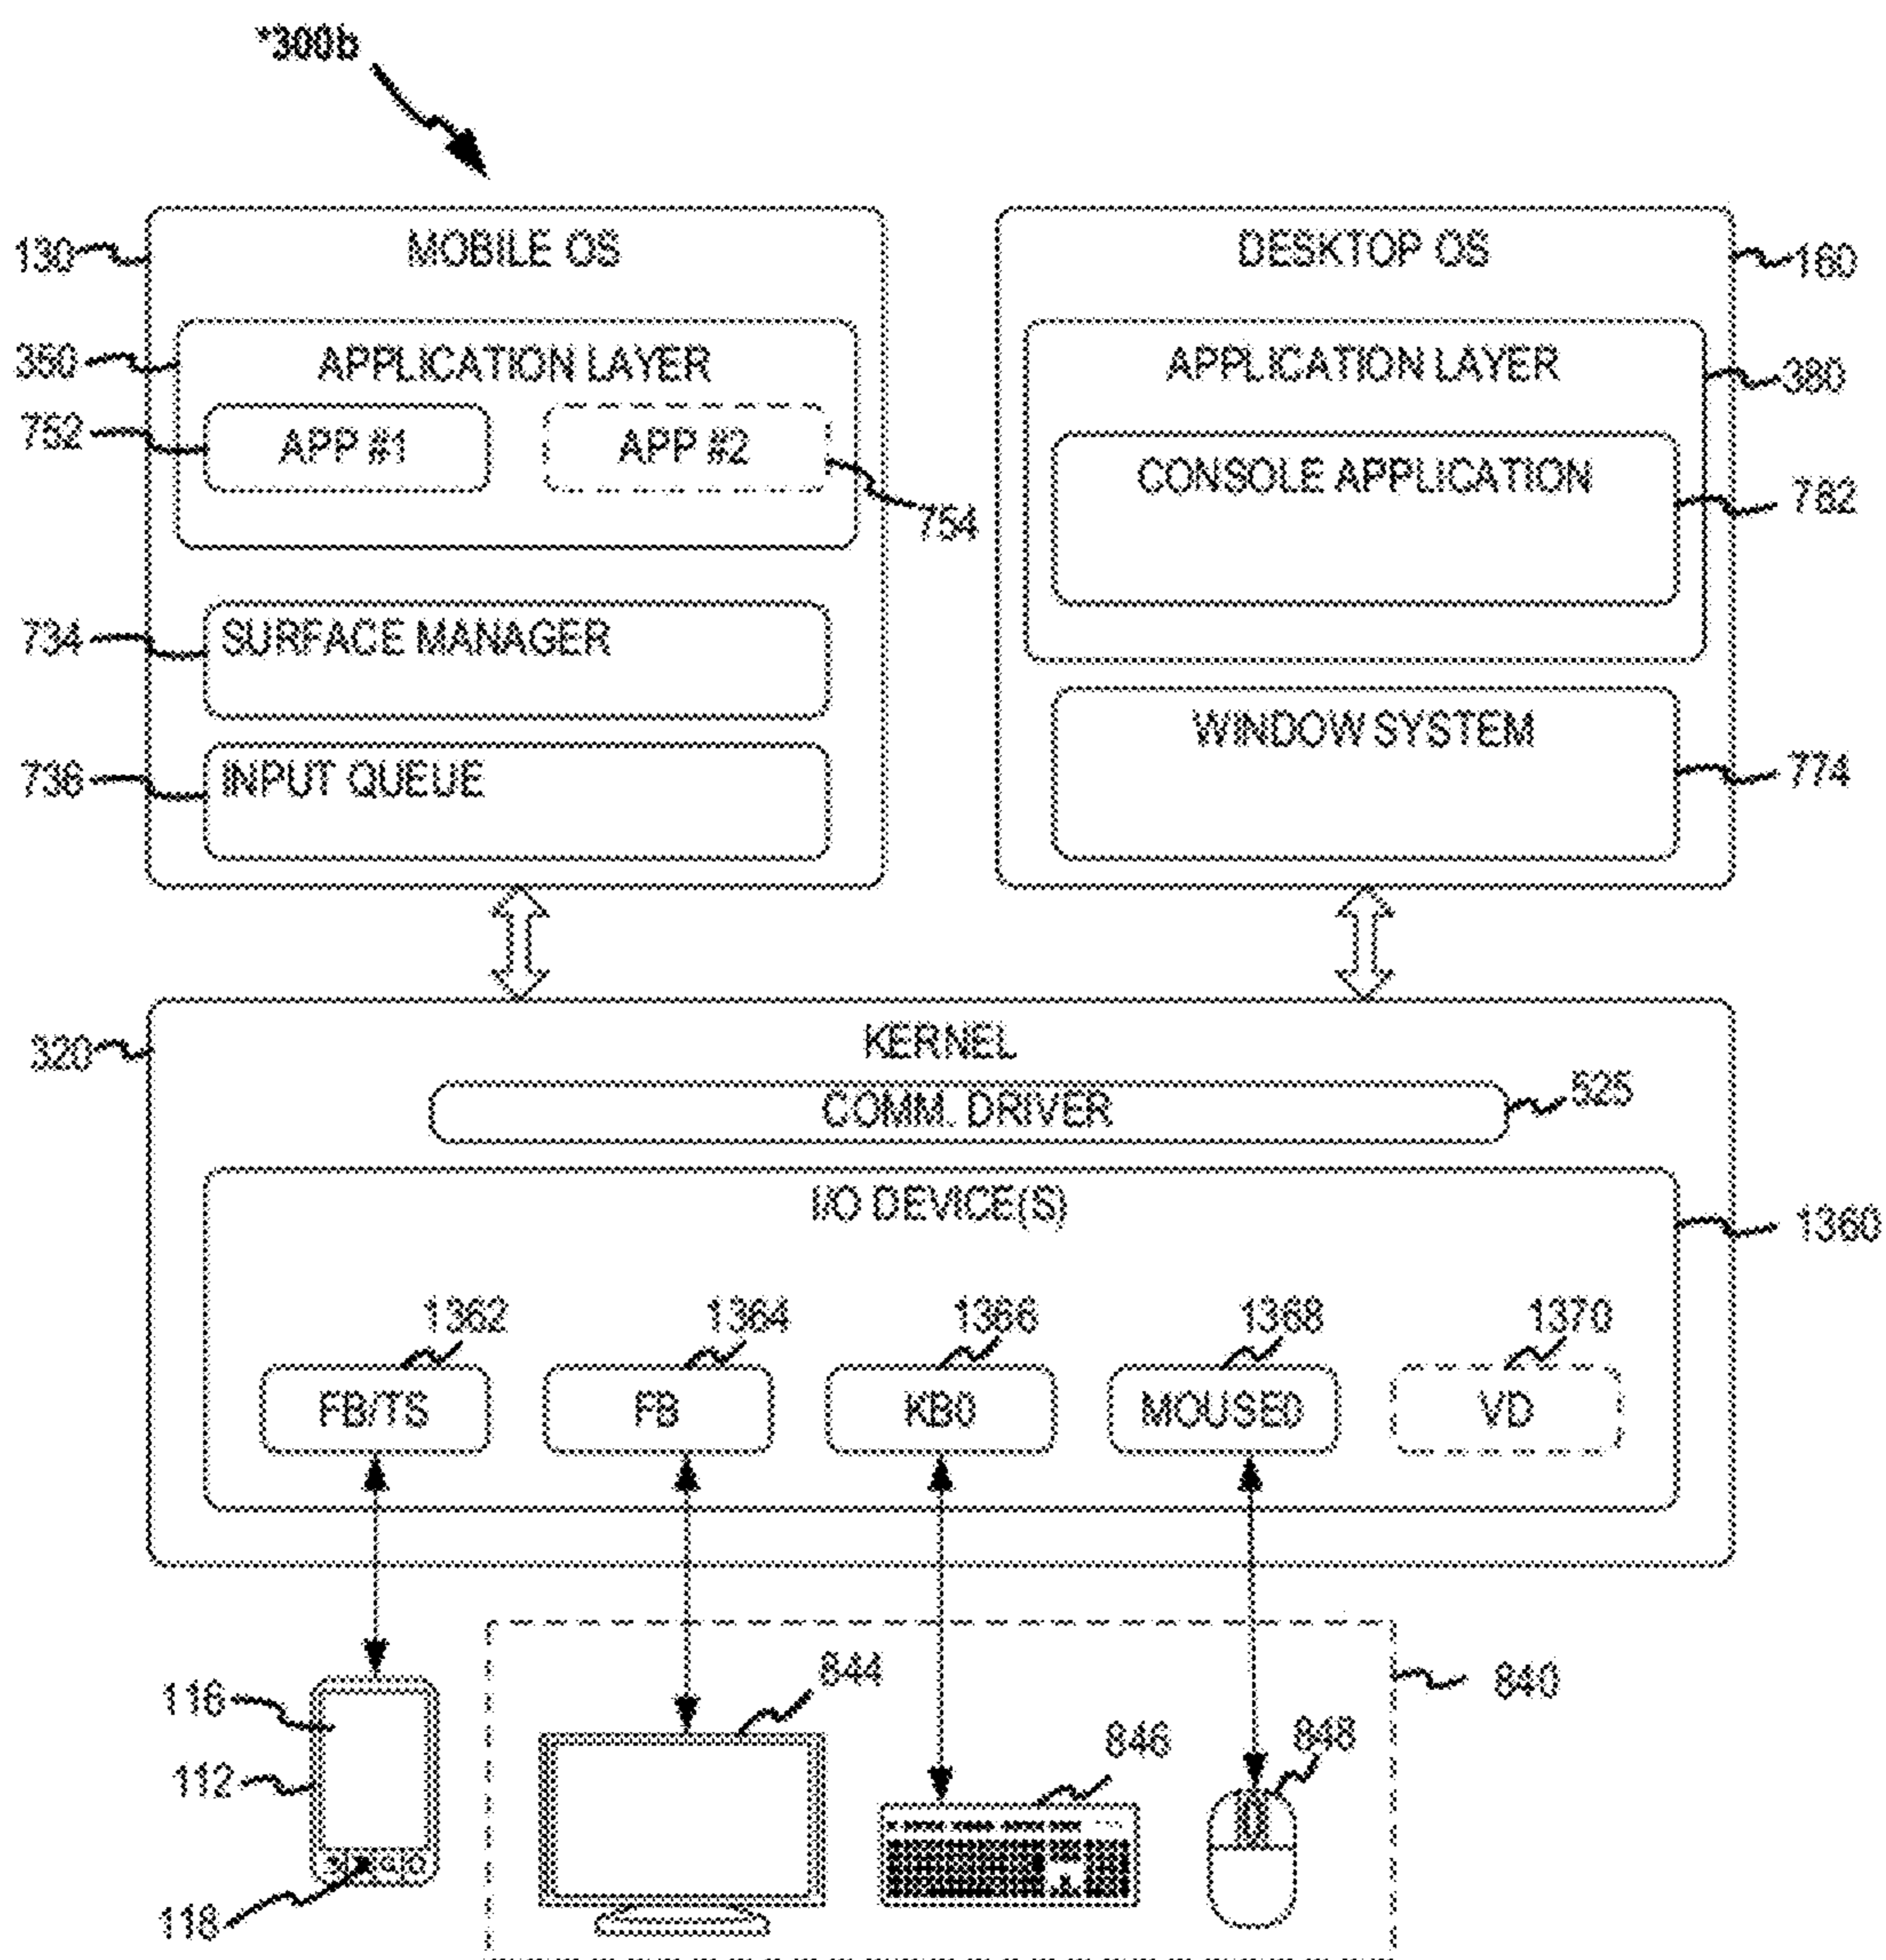 *300b
MOBILE OS
DESKTOP OS
130
160
350
APPLICATION LAYER
APPLICATION LAYER
380
752
APP #1
APP #2
754
CONSOLE APPLICATION
762
734
SURFACE MANAGER
736
INPUT QUEUE
WINDOW SYSTEM
774
320
KERNEL
COMM. DRIVER
525
I/O DEVICE(S)
1360
1362
1364
1366
1368
1370
FB/TS
FB
KB0
MOUSE0
VD
116
112
118
844
846
848
840